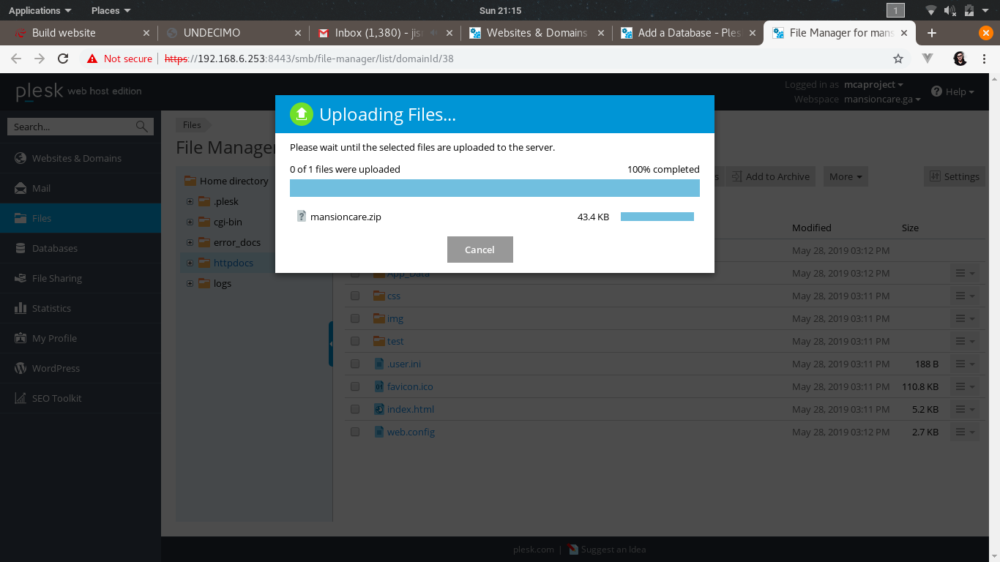 Applications Places Sun 21:15 1
Build website UNDECIMO Inbox (1,380) - jis Websites & Domains Add a Database - Ples File Manager for mans
Not secure https://192.168.6.253:8443/smb/file-manager/list/domainId/38
plesk web host edition
Logged in as mcaproject
Webspace mansioncare.ga
Help
Search...
Websites & Domains
Mail
Files
Databases
File Sharing
Statistics
My Profile
WordPress
SEO Toolkit
Files
File Manager
Home directory
.plesk
cgi-bin
error_docs
httpdocs
logs
Uploading Files...
Please wait until the selected files are uploaded to the server.
0 of 1 files were uploaded 100% completed
mansioncare.zip 43.4 KB
Cancel
s Add to Archive More Settings
Modified Size
May 28, 2019 03:12 PM
App_Data May 28, 2019 03:12 PM
css May 28, 2019 03:11 PM
img May 28, 2019 03:11 PM
test May 28, 2019 03:11 PM
.user.ini May 28, 2019 03:11 PM 188 B
favicon.ico May 28, 2019 03:11 PM 110.8 KB
index.html May 28, 2019 03:11 PM 5.2 KB
web.config May 28, 2019 03:12 PM 2.7 KB
plesk.com | Suggest an Idea